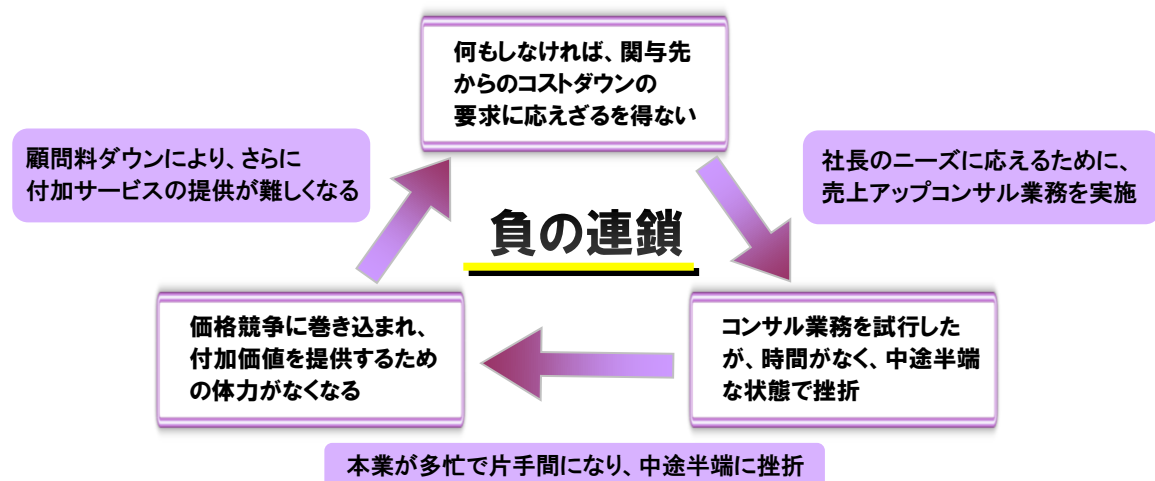 何もしなければ、関与先
からのコストダウンの
要求に応えざるを得ない
顧問料ダウンにより、さらに
付加サービスの提供が難しくなる
社長のニーズに応えるために、
売上アップコンサル業務を実施
負の連鎖
価格競争に巻き込まれ、
付加価値を提供するため
の体力がなくなる
コンサル業務を試行した
が、時間がなく、中途半端
な状態で挫折
本業が多忙で片手間になり、中途半端に挫折